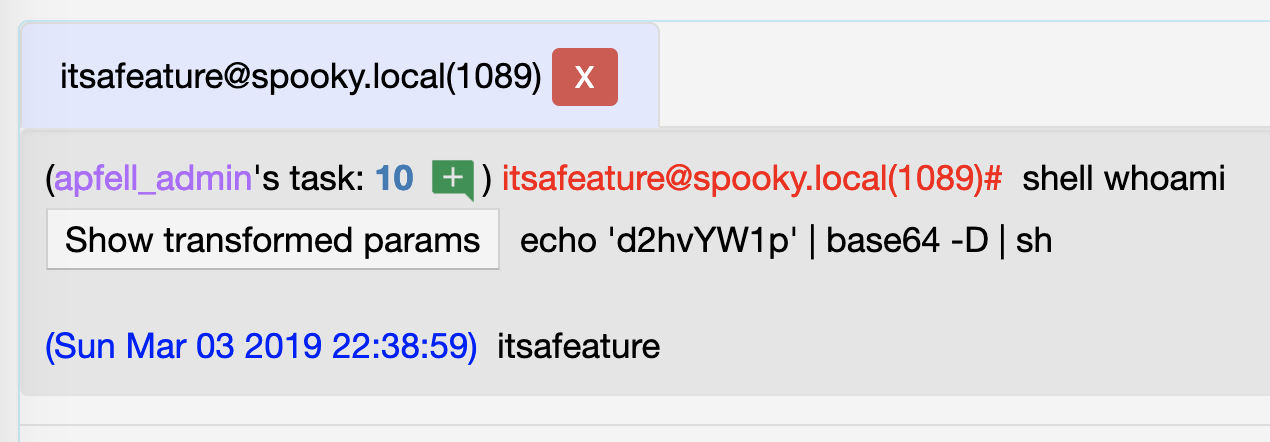 itsafeature@spooky.local(1089) X
(apfell_admin's task: 10 + ) itsafeature@spooky.local(1089)# shell whoami
Show transformed params echo 'd2hvYW1p' | base64 -D | sh
(Sun Mar 03 2019 22:38:59) itsafeature